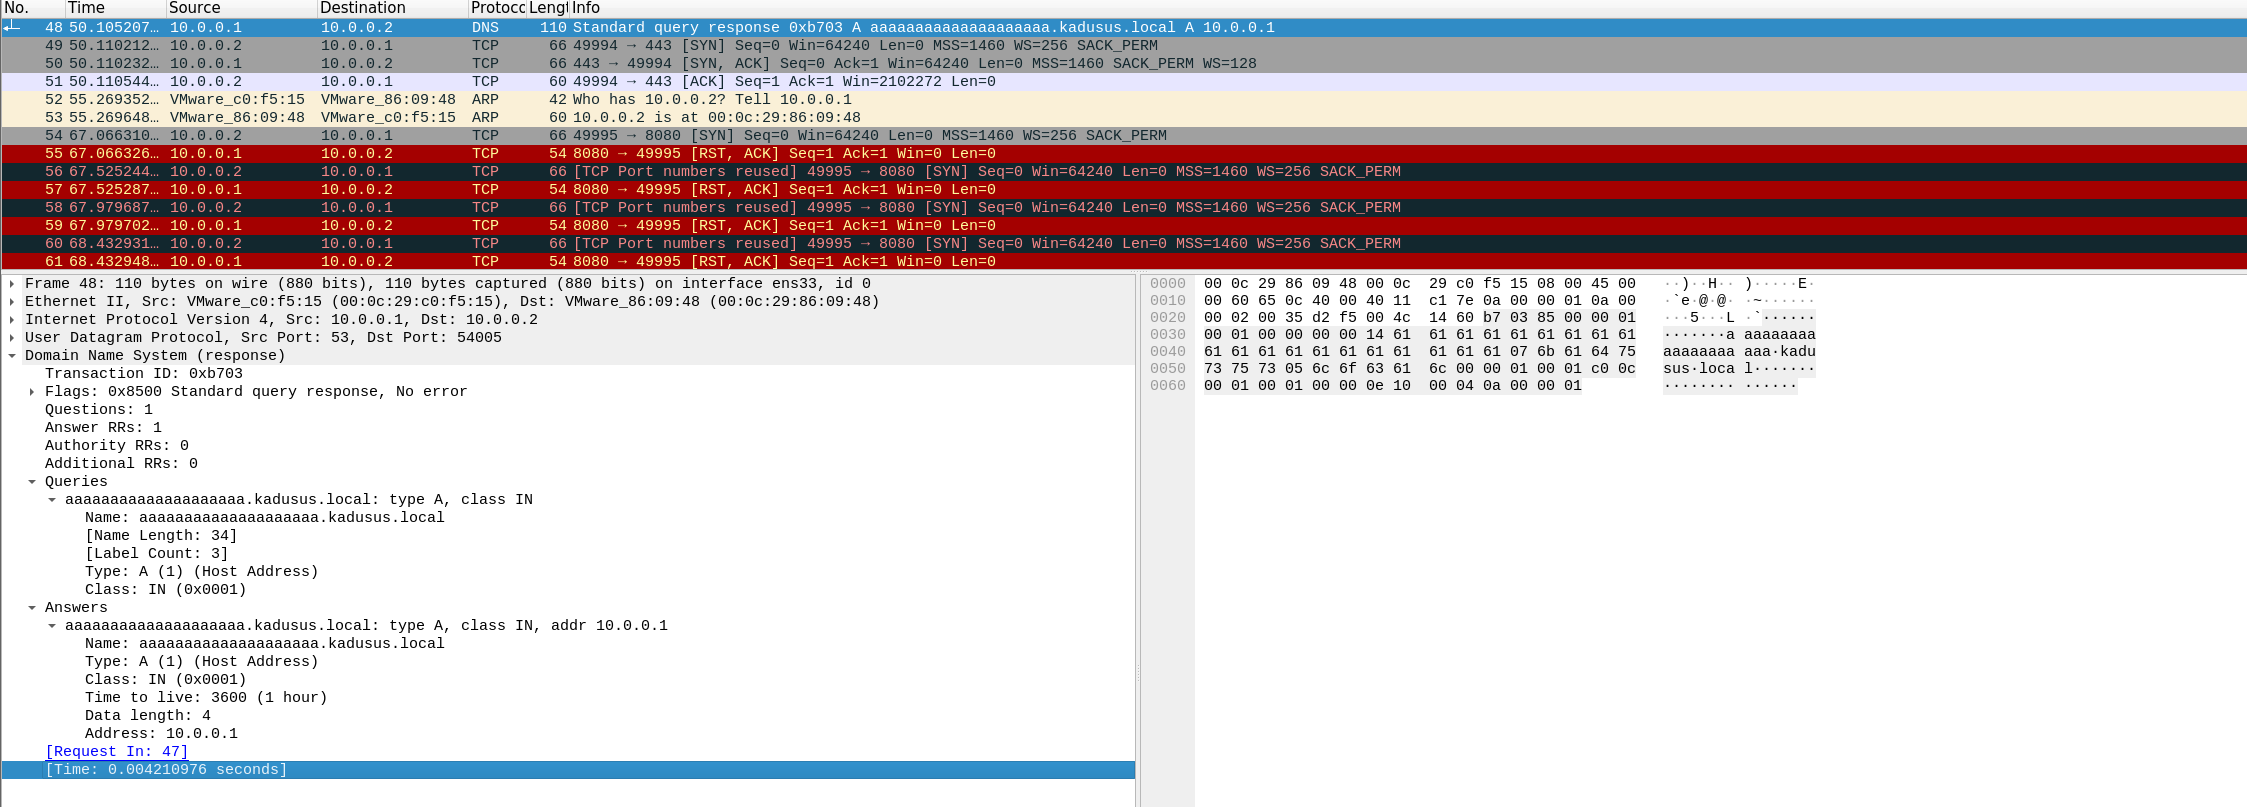 No. Time Source Destination Protocc Lengt Info
48 50.105207… 10.0.0.1 10.0.0.2 DNS 110 Standard query response 0xb703 A aaaaaaaaaaaaaaaaaaaa.kadusus.local A 10.0.0.1
49 50.110212… 10.0.0.2 10.0.0.1 TCP 66 49994 → 443 [SYN] Seq=0 Win=64240 Len=0 MSS=1460 WS=256 SACK_PERM
50 50.110232… 10.0.0.1 10.0.0.2 TCP 66 443 → 49994 [SYN, ACK] Seq=0 Ack=1 Win=64240 Len=0 MSS=1460 SACK_PERM WS=128
51 50.110544… 10.0.0.2 10.0.0.1 TCP 60 49994 → 443 [ACK] Seq=1 Ack=1 Win=2102272 Len=0
52 55.269352… VMware_c0:f5:15 VMware_86:09:48 ARP 42 Who has 10.0.0.2? Tell 10.0.0.1
53 55.269648… VMware_86:09:48 VMware_c0:f5:15 ARP 60 10.0.0.2 is at 00:0c:29:86:09:48
54 67.066310… 10.0.0.2 10.0.0.1 TCP 66 49995 → 8080 [SYN] Seq=0 Win=64240 Len=0 MSS=1460 WS=256 SACK_PERM
55 67.066326… 10.0.0.1 10.0.0.2 TCP 54 8080 → 49995 [RST, ACK] Seq=1 Ack=1 Win=0 Len=0
56 67.525244… 10.0.0.2 10.0.0.1 TCP 66 [TCP Port numbers reused] 49995 → 8080 [SYN] Seq=0 Win=64240 Len=0 MSS=1460 WS=256 SACK_PERM
57 67.525287… 10.0.0.1 10.0.0.2 TCP 54 8080 → 49995 [RST, ACK] Seq=1 Ack=1 Win=0 Len=0
58 67.979687… 10.0.0.2 10.0.0.1 TCP 66 [TCP Port numbers reused] 49995 → 8080 [SYN] Seq=0 Win=64240 Len=0 MSS=1460 WS=256 SACK_PERM
59 67.979702… 10.0.0.1 10.0.0.2 TCP 54 8080 → 49995 [RST, ACK] Seq=1 Ack=1 Win=0 Len=0
60 68.432931… 10.0.0.2 10.0.0.1 TCP 66 [TCP Port numbers reused] 49995 → 8080 [SYN] Seq=0 Win=64240 Len=0 MSS=1460 WS=256 SACK_PERM
61 68.432948… 10.0.0.1 10.0.0.2 TCP 54 8080 → 49995 [RST, ACK] Seq=1 Ack=1 Win=0 Len=0
Frame 48: 110 bytes on wire (880 bits), 110 bytes captured (880 bits) on interface ens33, id 0
Ethernet II, Src: VMware_c0:f5:15 (00:0c:29:c0:f5:15), Dst: VMware_86:09:48 (00:0c:29:86:09:48)
Internet Protocol Version 4, Src: 10.0.0.1, Dst: 10.0.0.2
User Datagram Protocol, Src Port: 53, Dst Port: 54005
Domain Name System (response)
Transaction ID: 0xb703
Flags: 0x8500 Standard query response, No error
Questions: 1
Answer RRs: 1
Authority RRs: 0
Additional RRs: 0
Queries
aaaaaaaaaaaaaaaaaaaa.kadusus.local: type A, class IN
Name: aaaaaaaaaaaaaaaaaaaa.kadusus.local
[Name Length: 34]
[Label Count: 3]
Type: A (1) (Host Address)
Class: IN (0x0001)
Answers
aaaaaaaaaaaaaaaaaaaa.kadusus.local: type A, class IN, addr 10.0.0.1
Name: aaaaaaaaaaaaaaaaaaaa.kadusus.local
Type: A (1) (Host Address)
Class: IN (0x0001)
Time to live: 3600 (1 hour)
Data length: 4
Address: 10.0.0.1
[Request In: 47]
[Time: 0.004210976 seconds]
0000 00 0c 29 86 09 48 00 0c 29 c0 f5 15 08 00 45 00 ··)··H·· )·····E·
0010 00 60 65 0c 40 00 40 11 c1 7e 0a 00 00 01 0a 00 ·`e·@·@· ·~······
0020 00 02 00 35 d2 f5 00 4c 14 60 b7 03 85 00 00 01 ···5···L ·`······
0030 00 01 00 00 00 00 14 61 61 61 61 61 61 61 61 61 ·······a aaaaaaaa
0040 61 61 61 61 61 61 61 61 61 61 61 07 6b 61 64 75 aaaaaaaa aaa·kadu
0050 73 75 73 05 6c 6f 63 61 6c 00 00 01 00 01 c0 0c sus·loca l·······
0060 00 01 00 01 00 00 0e 10 00 04 0a 00 00 01 ········ ······